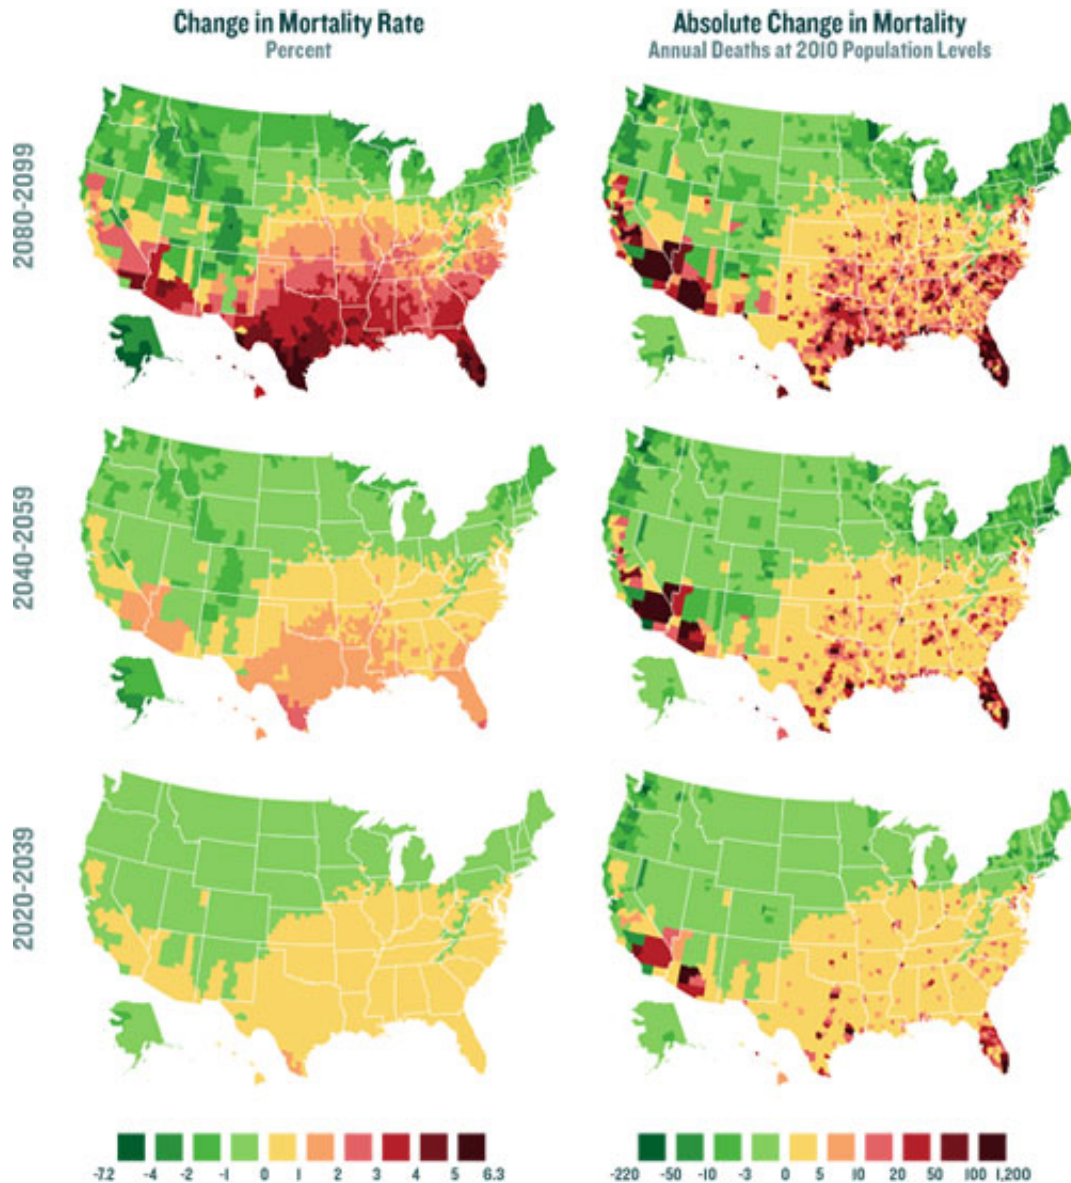 Change in Mortality Rate
Percent
Absolute Change in Mortality
Annual Deaths at 2010 Population Levels
2080-2099
2040-2059
2020-2039
-7.2 -4 -2 -1 0 1 2 3 4 5 6.3
-220 -50 -10 -3 0 5 10 20 50 100 1,200